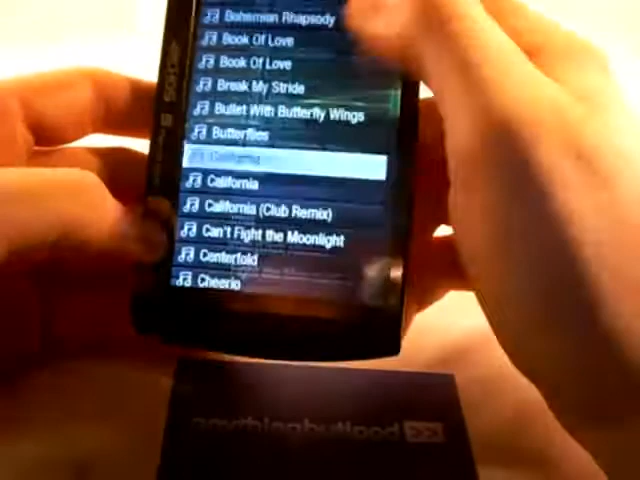 Bohemian Rhapsody
Book Of Love
Book Of Love
Break My Stride
Bullet With Butterfly Wings
Butterflies
California
California
California (Club Remix)
Can't Fight the Moonlight
Centerfold
Cheerio
anythingbutipod